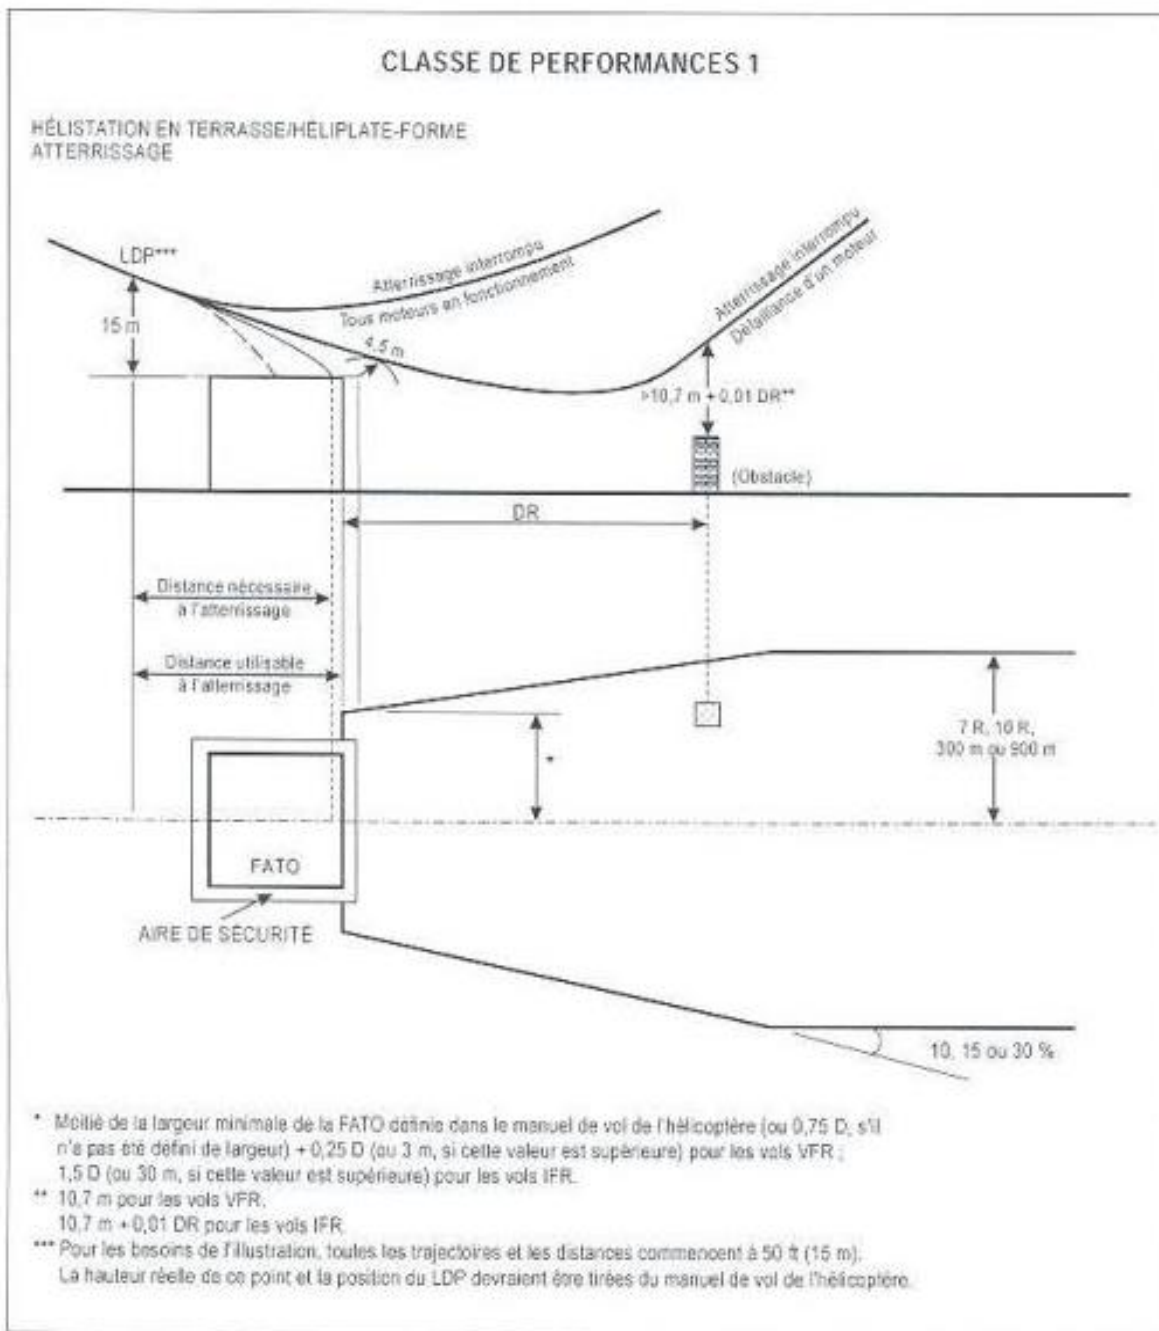 CLASSE DE PERFORMANCES 1
HÉLISTATION EN TERRASSE/HÉLIPLATE-FORME
ATTERRISSAGE
LDP***
15 m
Atterrissage interrompu
Tous moteurs en fonctionnement
4,5 m
Atterrissage interrompu
Défaillance d'un moteur
>10,7 m + 0,01 DR**
(Obstacle)
DR
Distance nécessaire
à l'atterrissage
Distance utilisable
à l'atterrissage
*
7 R, 10 R,
300 m ou 900 m
FATO
AIRE DE SÉCURITÉ
10, 15 ou 30 %
* Moitié de la largeur minimale de la FATO définie dans le manuel de vol de l'hélicoptère (ou 0,75 D, s'il
n'a pas été défini de largeur) + 0,25 D (ou 3 m, si cette valeur est supérieure) pour les vols VFR ;
1,5 D (ou 30 m, si cette valeur est supérieure) pour les vols IFR.
** 10,7 m pour les vols VFR.
10,7 m + 0,01 DR pour les vols IFR
*** Pour les besoins de l'illustration, toutes les trajectoires et les distances commencent à 50 ft (15 m).
La hauteur réelle de ce point et la position du LDP devraient être tirées du manuel de vol de l'hélicoptère.